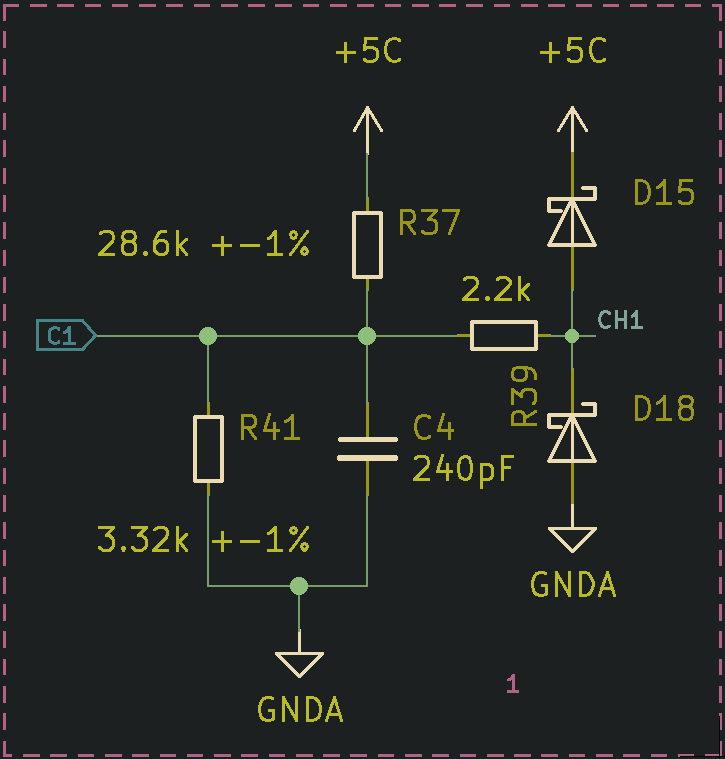 +5C
+5C
D15
R37
28.6k +-1%
2.2k
CH1
C1
R39
D18
R41
C4
240pF
3.32k +-1%
GNDA
1
GNDA